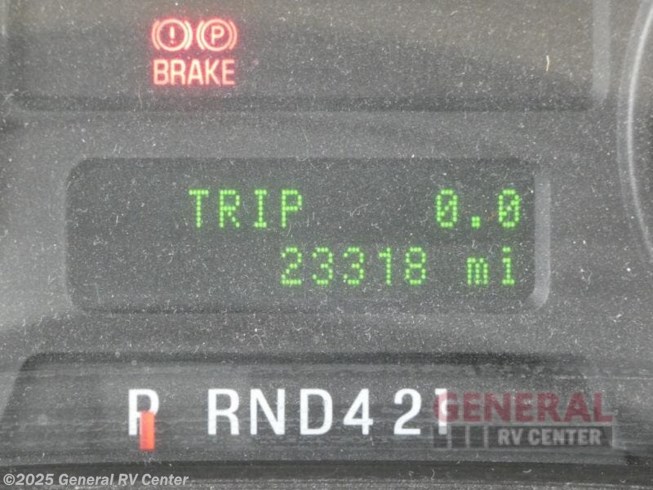 BRAKE
TRIP 0.0
23318 mi
P RND421
GENERAL
RV CENTER
©2025 General RV Center